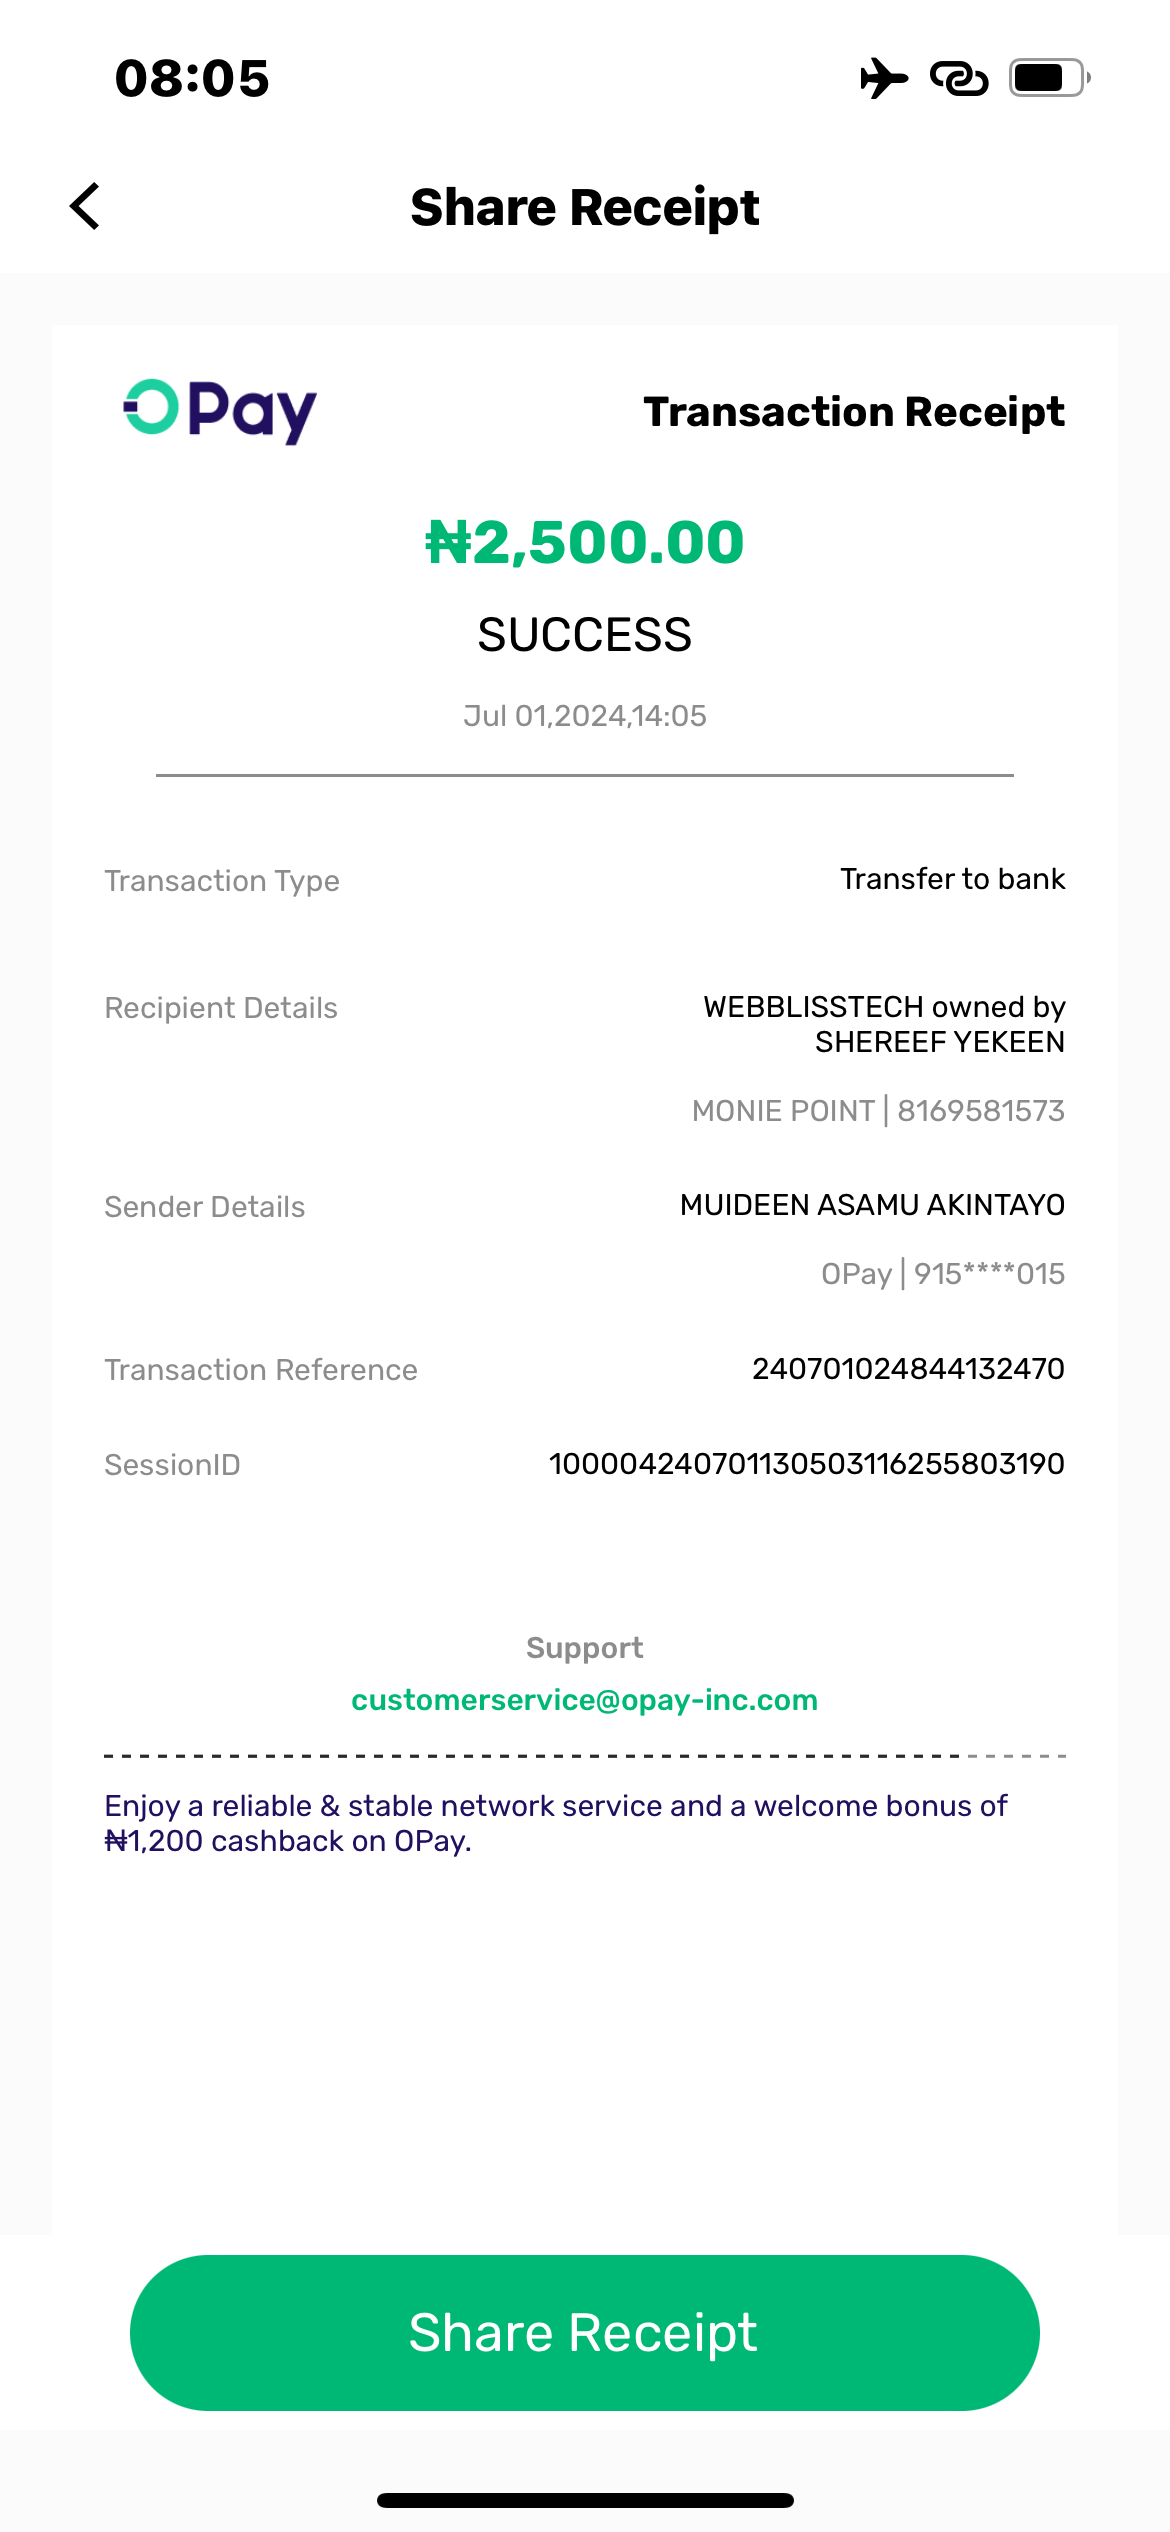 08:05
Share Receipt
OPay
Transaction Receipt
₦2,500.00
SUCCESS
Jul 01,2024,14:05
Transaction Type
Transfer to bank
Recipient Details
WEBBLISSTECH owned by
SHEREEF YEKEEN
MONIE POINT | 8169581573
Sender Details
MUIDEEN ASAMU AKINTAYO
OPay | 915****015
Transaction Reference
240701024844132470
SessionID
100004240701130503116255803190
Support
customerservice@opay-inc.com
Enjoy a reliable & stable network service and a welcome bonus of
₦1,200 cashback on OPay.
Share Receipt